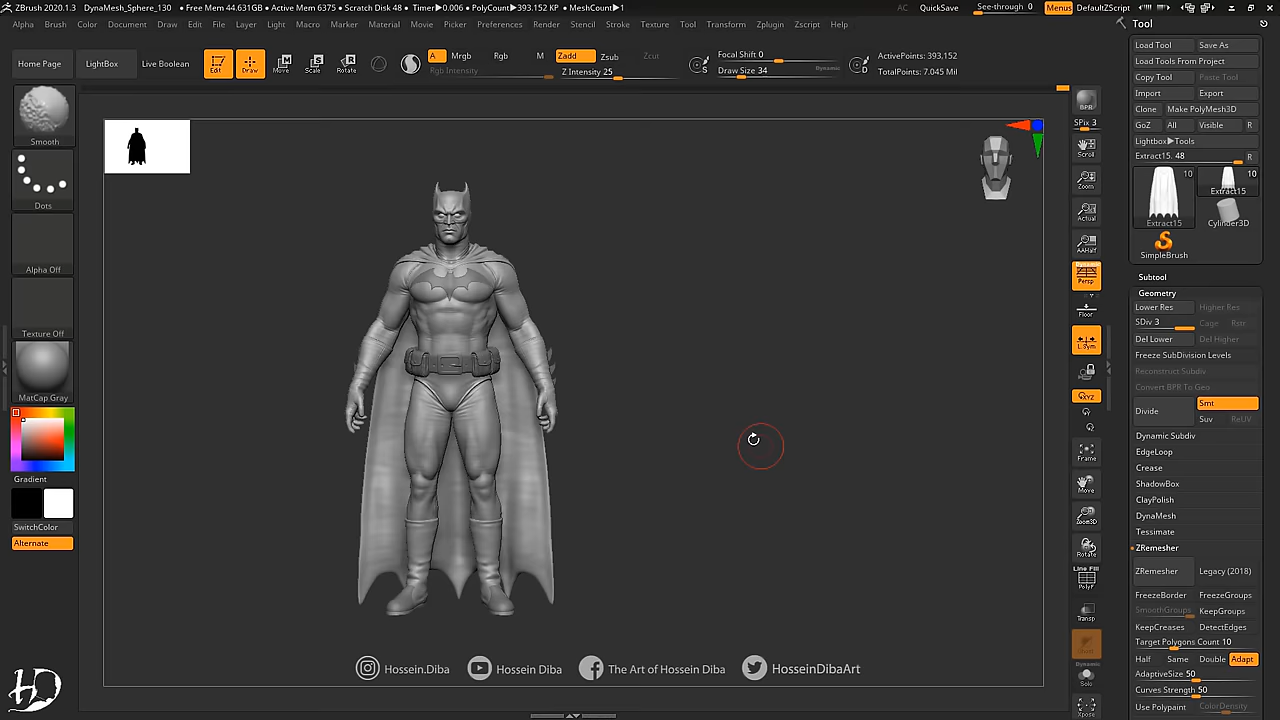 ZBrush 2020.1.3 DynaMesh_Sphere_130 • Free Mem 44.631GB • Active Mem 6375 • Scratch Disk 48 • Timer▶0.006 • PolyCount▶393.152 KP • MeshCount▶1 AC QuickSave See-through 0 Menus DefaultZScript
Alpha Brush Color Document Draw Edit File Layer Light Macro Marker Material Movie Picker Preferences Render Stencil Stroke Texture Tool Transform Zplugin Zscript Help
Home Page LightBox Live Boolean Edit Draw Move Scale Rotate
A Mrgb Rgb M Zadd Zsub Zcut
Rgb Intensity Z Intensity 25
S Focal Shift 0
Draw Size 34 Dynamic
D ActivePoints: 393,152
TotalPoints: 7.045 Mil
Smooth
Dots
Alpha Off
Texture Off
MatCap Gray
Gradient
SwitchColor
Alternate
Hossein.Diba Hossein Diba The Art of Hossein Diba HosseinDibaArt
BPR
SPix 3
Scroll
Zoom
Actual
AAHalf
Dynamic
Persp
Floor
L.Sym
XYZ
Frame
Move
Zoom3D
Rotate
Line Fill
PolyF
Transp
Dynamic
Solo
Xpose
Tool
Load Tool Save As
Load Tools From Project
Copy Tool Paste Tool
Import Export
Clone Make PolyMesh3D
GoZ All Visible R
Lightbox▶Tools
Extract15. 48 R
10 10
Extract15
Extract15 Cylinder3D
SimpleBrush
Subtool
Geometry
Lower Res Higher Res
SDiv 3 Cage Rstr
Del Lower Del Higher
Freeze SubDivision Levels
Reconstruct Subdiv
Convert BPR To Geo
Divide Smt
Suv ReUV
Dynamic Subdiv
EdgeLoop
Crease
ShadowBox
ClayPolish
DynaMesh
Tessimate
ZRemesher
ZRemesher Legacy (2018)
FreezeBorder FreezeGroups
SmoothGroups KeepGroups
KeepCreases DetectEdges
Target Polygons Count 10
Half Same Double Adapt
AdaptiveSize 50
Curves Strength 50
Use Polypaint ColorDensity